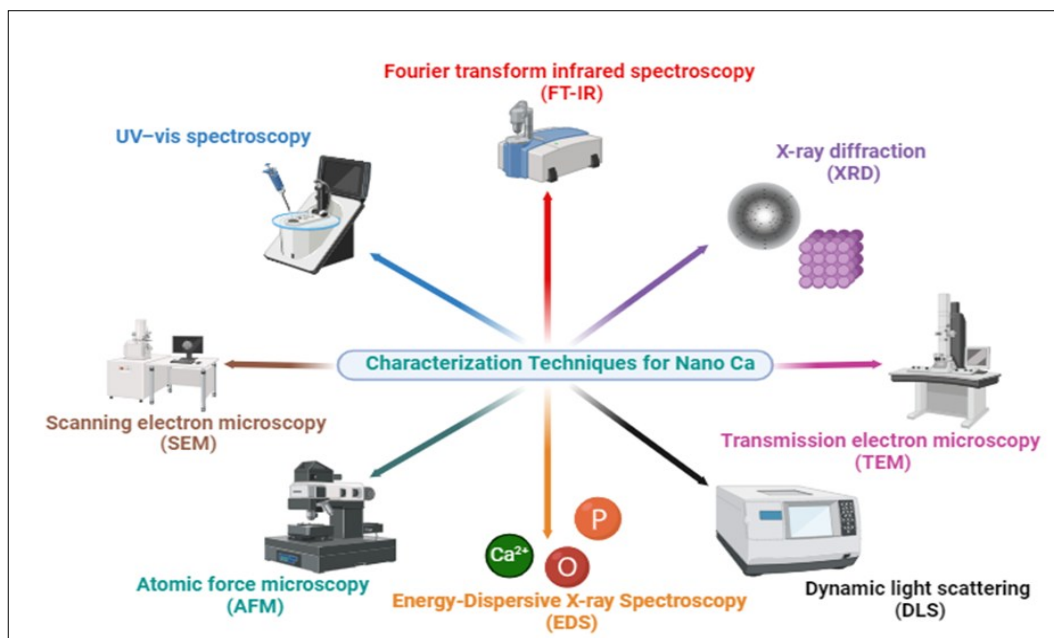 Fourier transform infrared spectroscopy
(FT-IR)
UV–vis spectroscopy
X-ray diffraction
(XRD)
Characterization Techniques for Nano Ca
Scanning electron microscopy
(SEM)
Transmission electron microscopy
(TEM)
P
Ca²⁺
O
Atomic force microscopy
(AFM)
Energy-Dispersive X-ray Spectroscopy
(EDS)
Dynamic light scattering
(DLS)